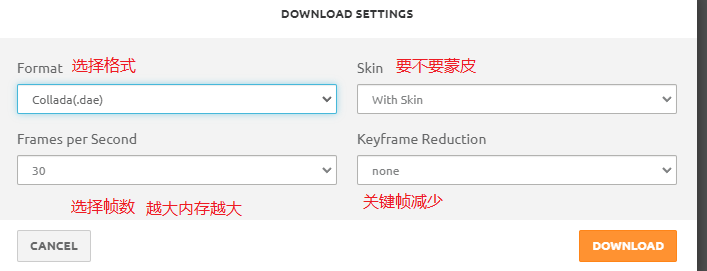 DOWNLOAD SETTINGS
Format 选择格式
Skin 要不要蒙皮
Collada(.dae)
With Skin
Frames per Second
Keyframe Reduction
30
none
选择帧数 越大内存越大
关键帧减少
CANCEL
DOWNLOAD